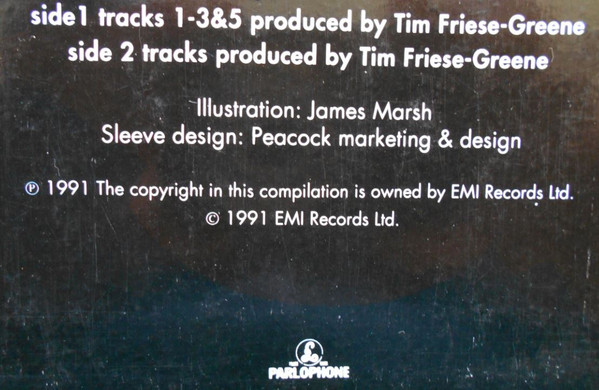 side1 tracks 1-3&5 produced by Tim Friese-Greene
side 2 tracks produced by Tim Friese-Greene
Illustration: James Marsh
Sleeve design: Peacock marketing & design
℗ 1991 The copyright in this compilation is owned by EMI Records Ltd.
© 1991 EMI Records Ltd.
PARLOPHONE